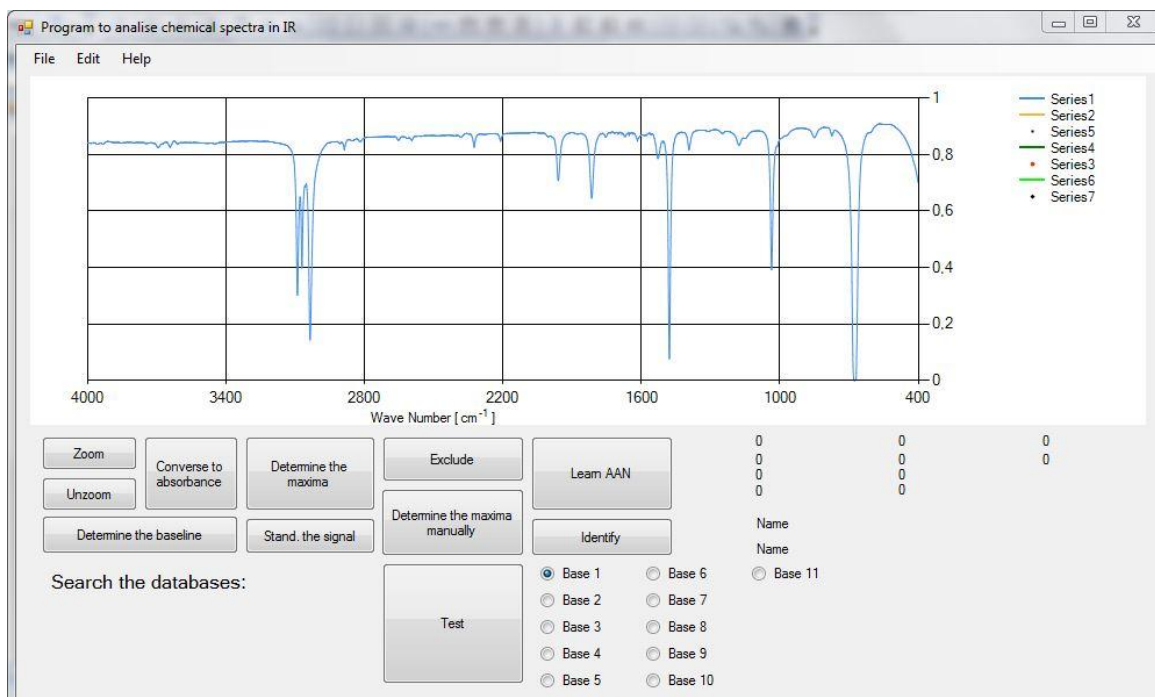 Program to analise chemical spectra in IR
File Edit Help
1
0,8
0,6
0,4
0,2
0
4000 3400 2800 2200 1600 1000 400
Wave Number [ cm-1 ]
Series1
Series2
Series5
Series4
Series3
Series6
Series7
Zoom
Unzoom
Converse to
absorbance
Determine the
maxima
Exclude
Determine the maxima
manually
Learn AAN
Identify
Determine the baseline
Stand. the signal
0 0 0
0 0 0
0 0
0 0
Name
Name
Search the databases:
Test
Base 1 Base 6 Base 11
Base 2 Base 7
Base 3 Base 8
Base 4 Base 9
Base 5 Base 10